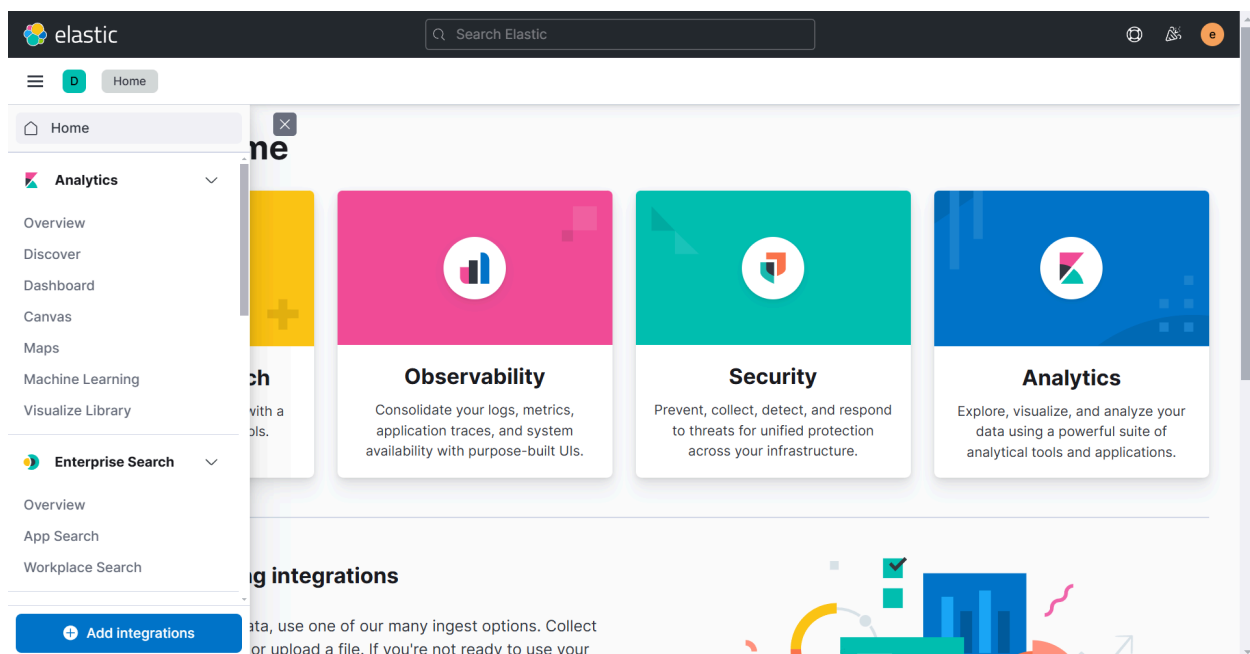 elastic
Search Elastic
e
D
Home
Home
me
Analytics
Overview
Discover
Dashboard
Canvas
Maps
Machine Learning
Visualize Library
Enterprise Search
Overview
App Search
Workplace Search
Add integrations
ch
with a
ols.
Observability
Consolidate your logs, metrics,
application traces, and system
availability with purpose-built UIs.
Security
Prevent, collect, detect, and respond
to threats for unified protection
across your infrastructure.
Analytics
Explore, visualize, and analyze your
data using a powerful suite of
analytical tools and applications.
g integrations
ata, use one of our many ingest options. Collect
or upload a file. If you're not ready to use your